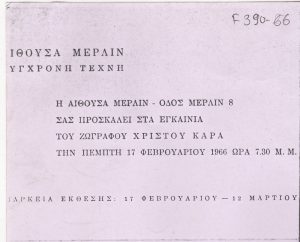 F390-66
ΙΘΟΥΣΑ ΜΕΡΛΙΝ
ΥΓΧΡΟΝΗ ΤΕΧΝΗ
Η ΑΙΘΟΥΣΑ ΜΕΡΛΙΝ - ΟΔΟΣ ΜΕΡΛΙΝ 8
ΣΑΣ ΠΡΟΣΚΑΛΕΙ ΣΤΑ ΕΓΚΑΙΝΙΑ
ΤΟΥ ΖΩΓΡΑΦΟΥ ΧΡΙΣΤΟΥ ΚΑΡΑ
ΤΗΝ ΠΕΜΠΤΗ 17 ΦΕΒΡΟΥΑΡΙΟΥ 1966 ΩΡΑ 7.30 Μ.Μ.
ΙΑΡΚΕΙΑ ΕΚΘΕΣΗΣ: 17 ΦΕΒΡΟΥΑΡΙΟΥ - 12 ΜΑΡΤΙΟΥ